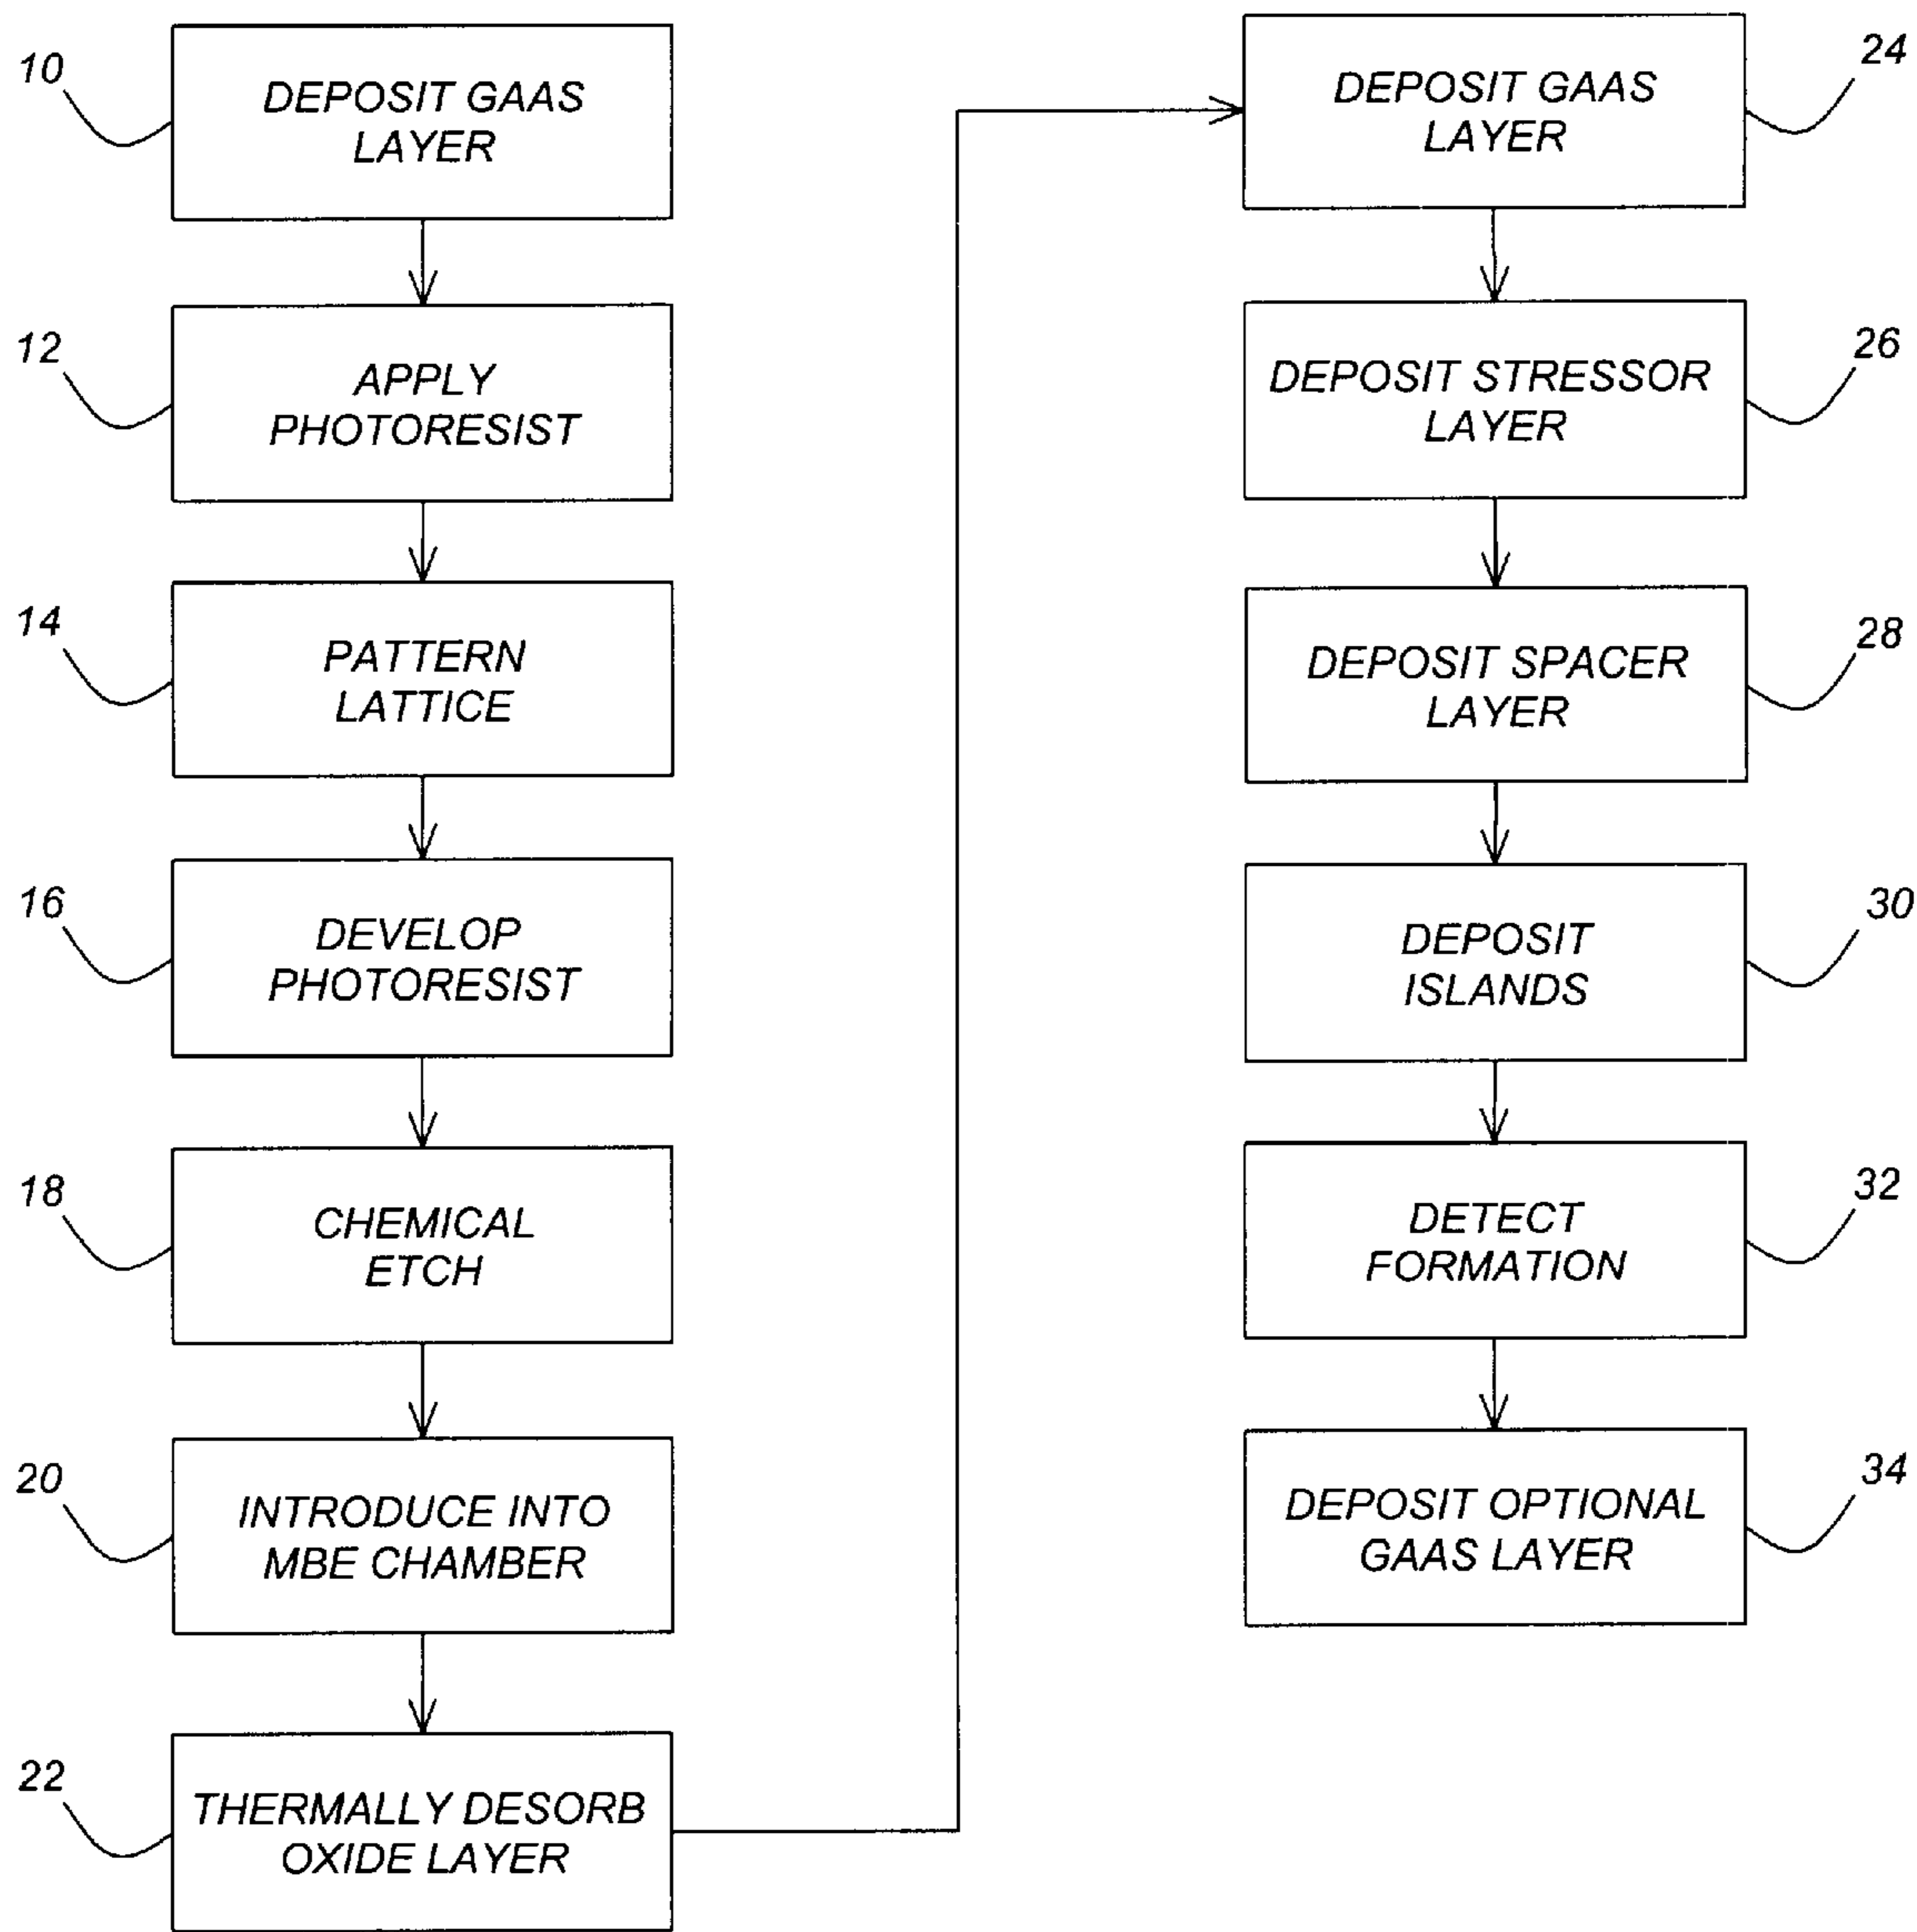 10
DEPOSIT GAAS
LAYER
12
APPLY
PHOTORESIST
14
PATTERN
LATTICE
16
DEVELOP
PHOTORESIST
18
CHEMICAL
ETCH
20
INTRODUCE INTO
MBE CHAMBER
22
THERMALLY DESORB
OXIDE LAYER
24
DEPOSIT GAAS
LAYER
26
DEPOSIT STRESSOR
LAYER
28
DEPOSIT SPACER
LAYER
30
DEPOSIT
ISLANDS
32
DETECT
FORMATION
34
DEPOSIT OPTIONAL
GAAS LAYER